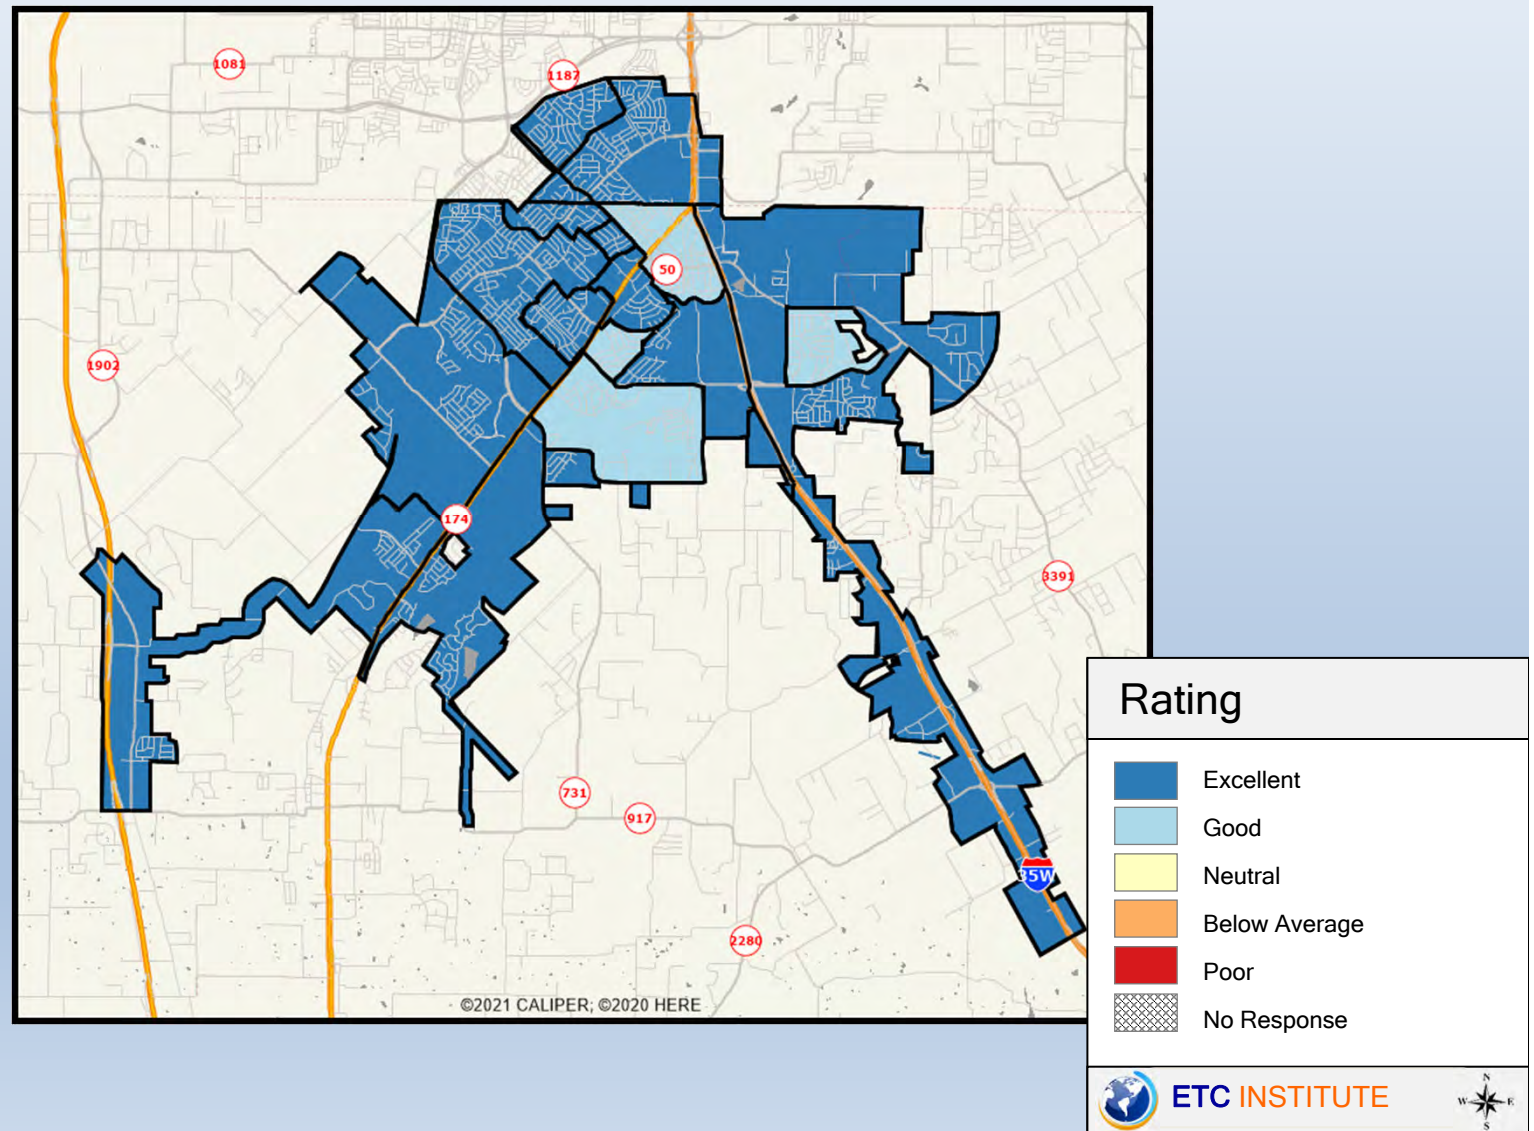 1081
1187
50
1902
174
3391
731
917
35W
2280
©2021 CALIPER; ©2020 HERE
Rating
Excellent
Good
Neutral
Below Average
Poor
No Response
ETC INSTITUTE
N
W E
S